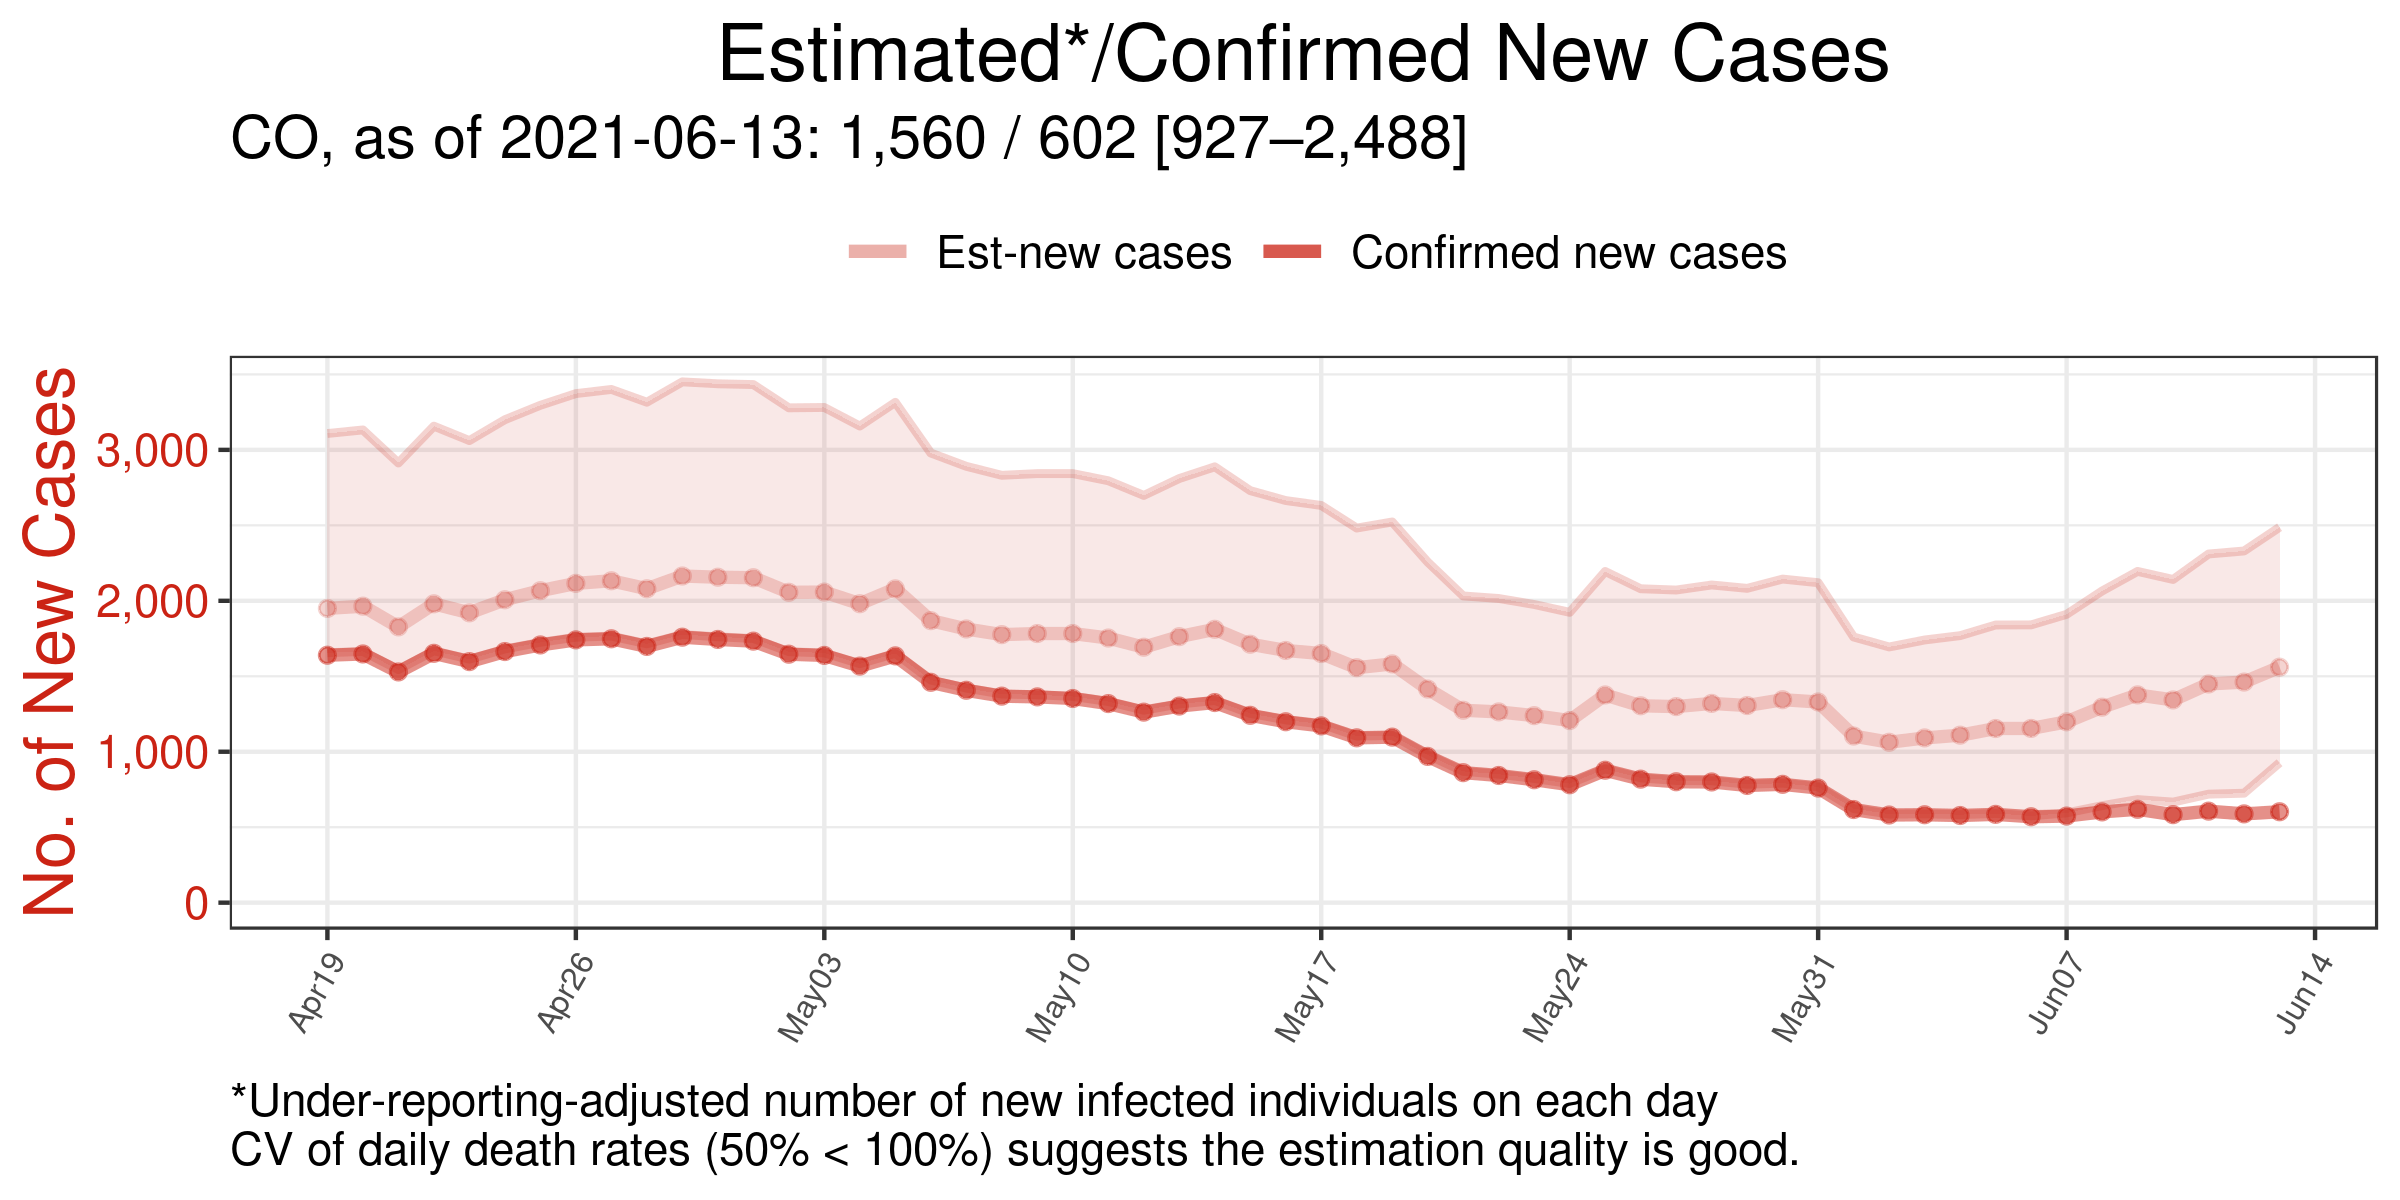 Estimated*/Confirmed New Cases
CO, as of 2021-06-13: 1,560 / 602 [927–2,488]
Est-new cases
Confirmed new cases
No. of New Cases
3,000
2,000
1,000
0
Apr19
Apr26
May03
May10
May17
May24
May31
Jun07
Jun14
*Under-reporting-adjusted number of new infected individuals on each day
CV of daily death rates (50% < 100%) suggests the estimation quality is good.